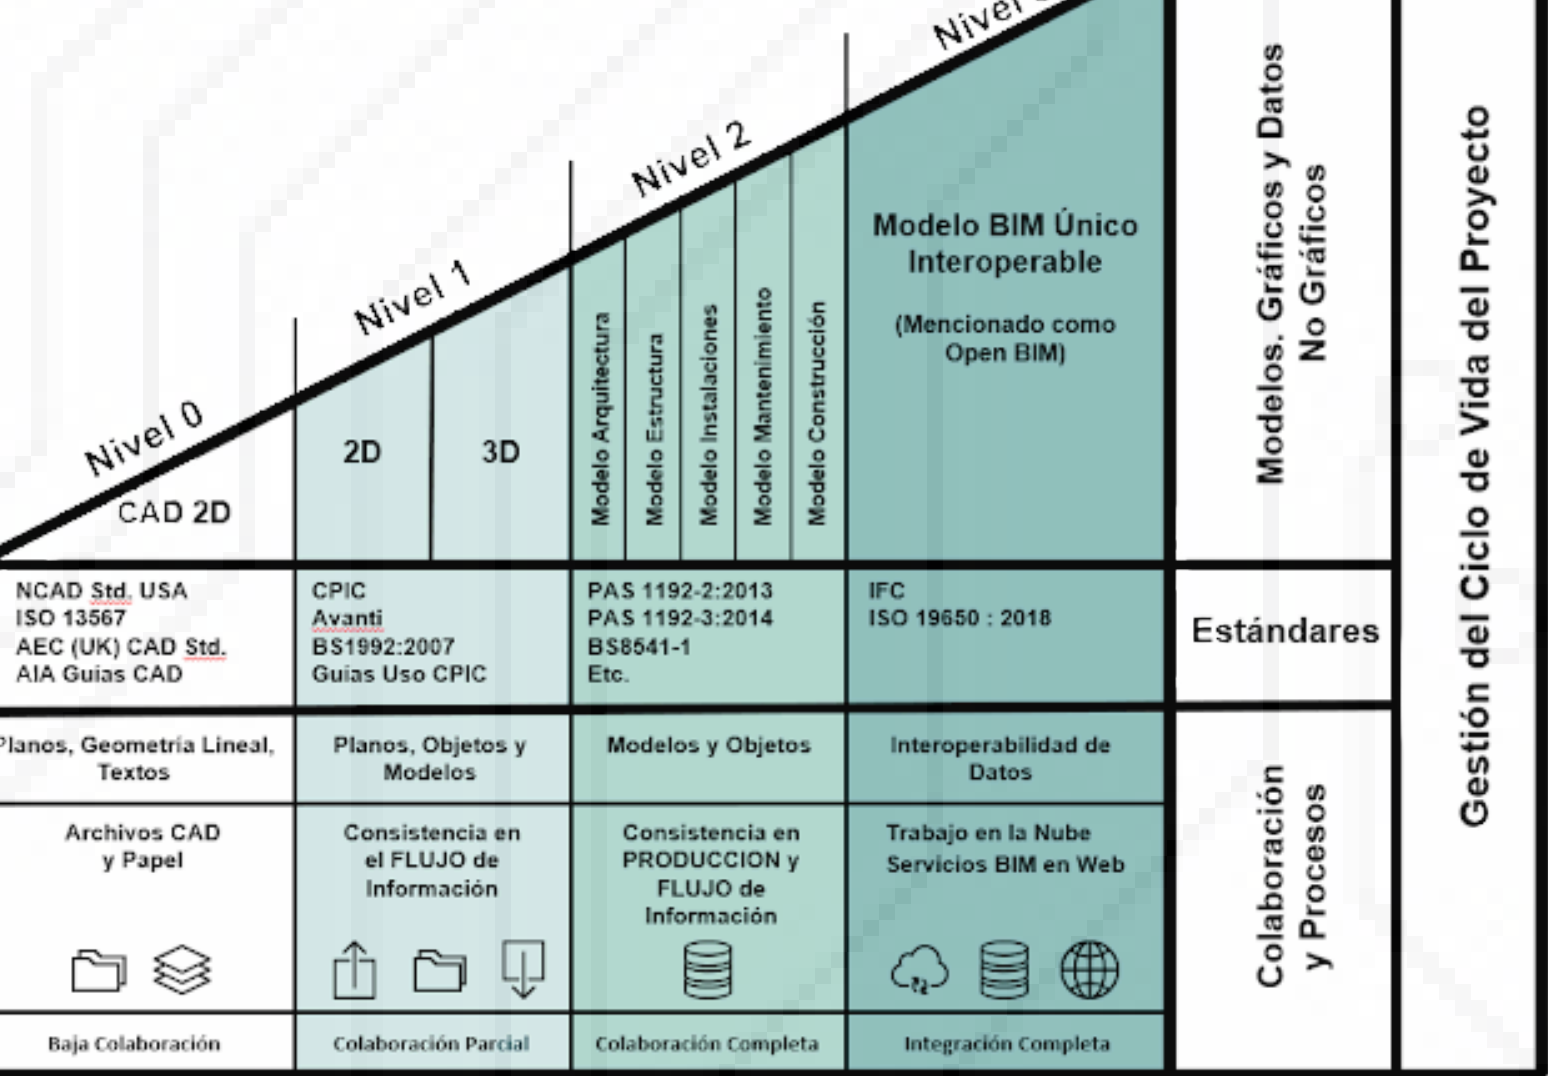 Nivel
Nivel 2
Nivel 1
Nivel 0
CAD 2D
2D
3D
Modelo Arquitectura
Modelo Estructura
Modelo Instalaciones
Modelo Mantenimiento
Modelo Construcción
Modelo BIM Único
Interoperable
(Mencionado como
Open BIM)
Modelos. Gráficos y Datos
No Gráficos
NCAD Std. USA
ISO 13567
AEC (UK) CAD Std.
AIA Guias CAD
CPIC
Avanti
BS1992:2007
Guias Uso CPIC
PAS 1192-2:2013
PAS 1192-3:2014
BS8541-1
Etc.
IFC
ISO 19650 : 2018
Estándares
Planos, Geometría Lineal,
Textos
Planos, Objetos y
Modelos
Modelos y Objetos
Interoperabilidad de
Datos
Archivos CAD
y Papel
Consistencia en
el FLUJO de
Información
Consistencia en
PRODUCCION y
FLUJO de
Información
Trabajo en la Nube
Servicios BIM en Web
Baja Colaboración
Colaboración Parcial
Colaboración Completa
Integración Completa
Colaboración
y Procesos
Gestión del Ciclo de Vida del Proyecto